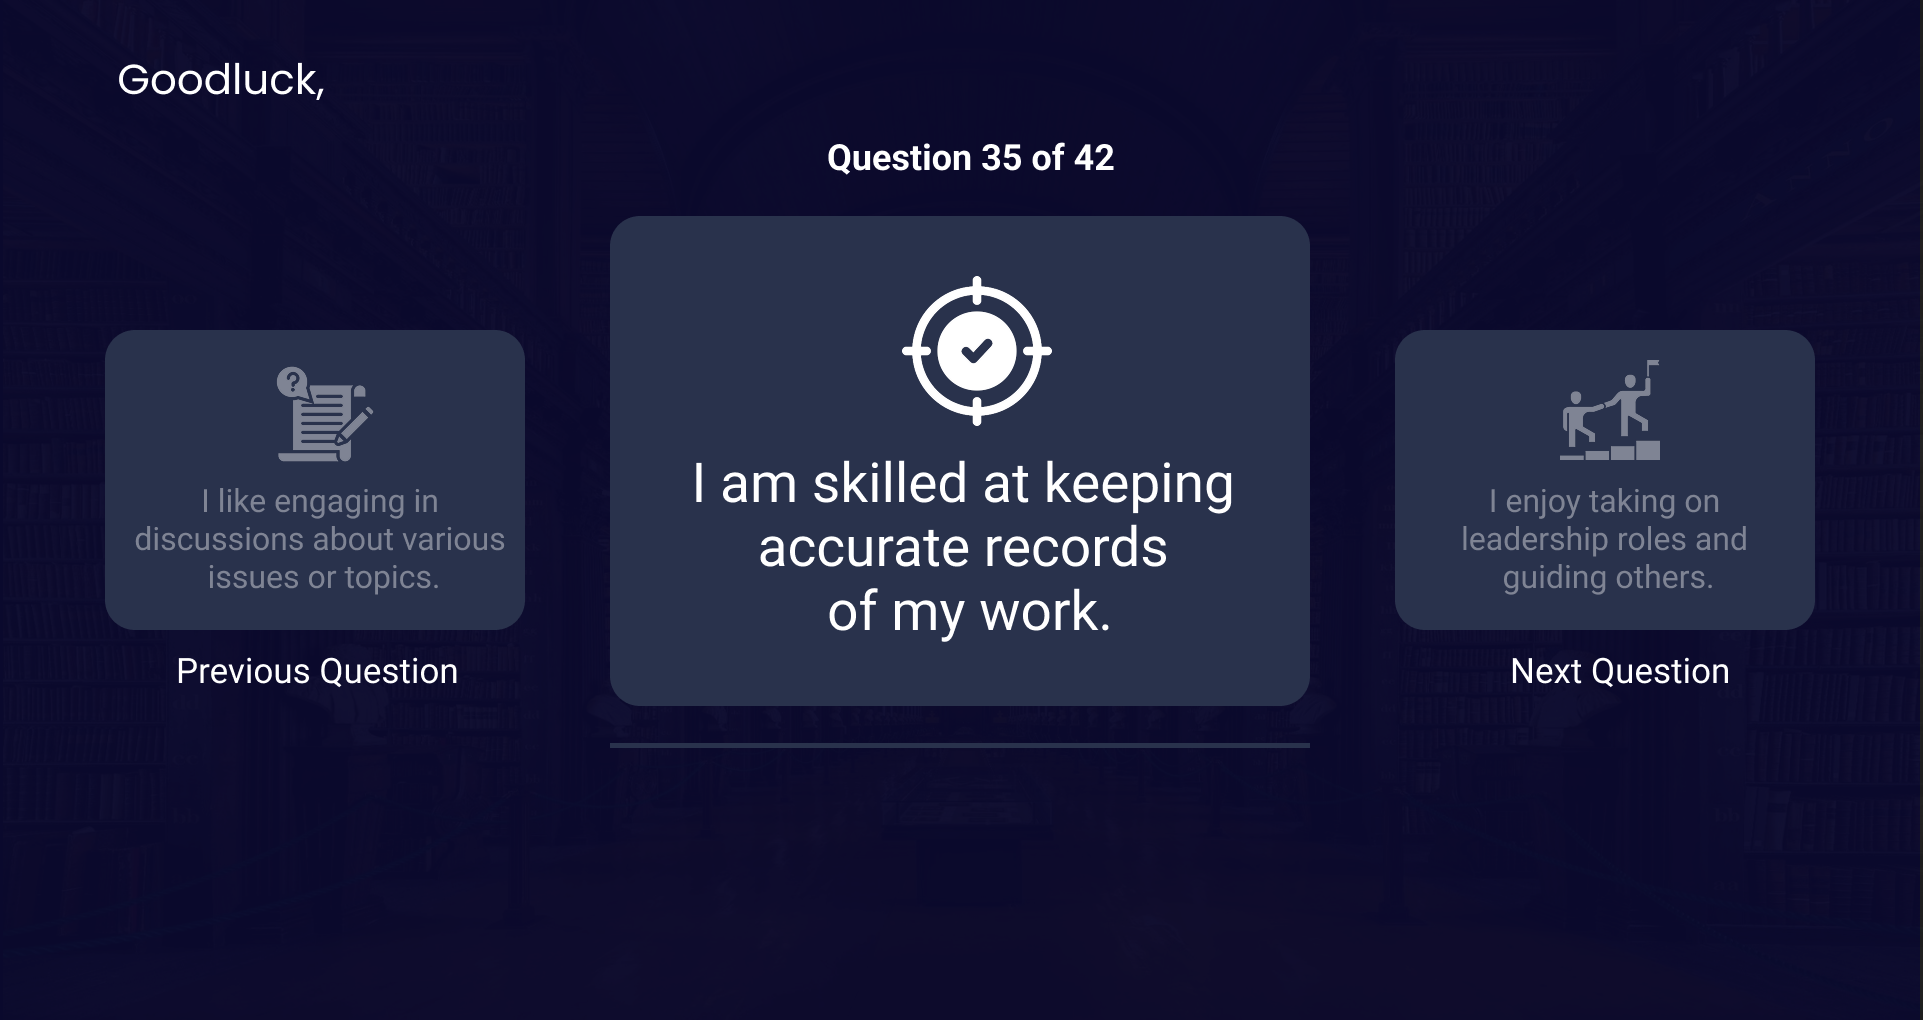 Goodluck,
Question 35 of 42
?
I like engaging in
discussions about various
issues or topics.
Previous Question
I am skilled at keeping
accurate records
of my work.
I enjoy taking on
leadership roles and
guiding others.
Next Question